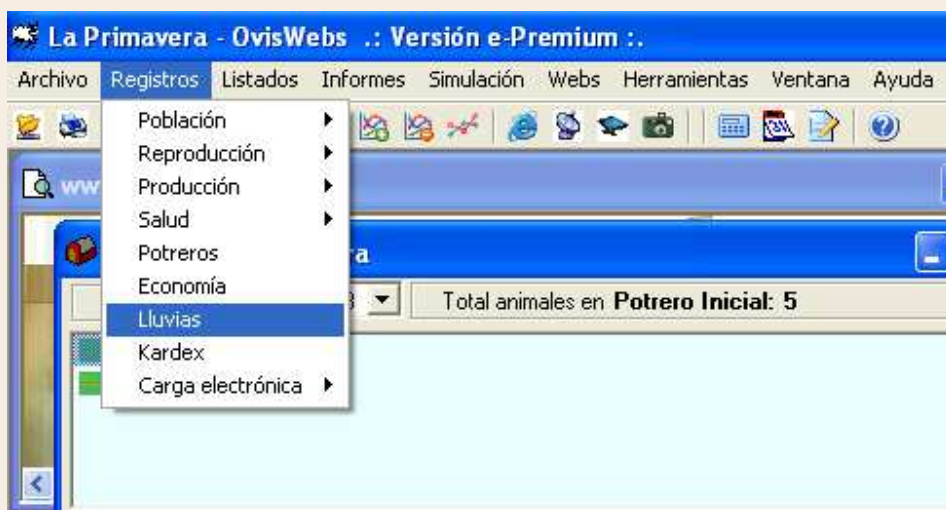 La Primavera - OvisWebs .: Versión e-Premium :.
Archivo Registros Listados Informes Simulación Webs Herramientas Ventana Ayuda
Población
Reproducción
Producción
Salud
Potreros
Economía
Lluvias
Kardex
Carga electrónica
Total animales en Potrero Inicial: 5